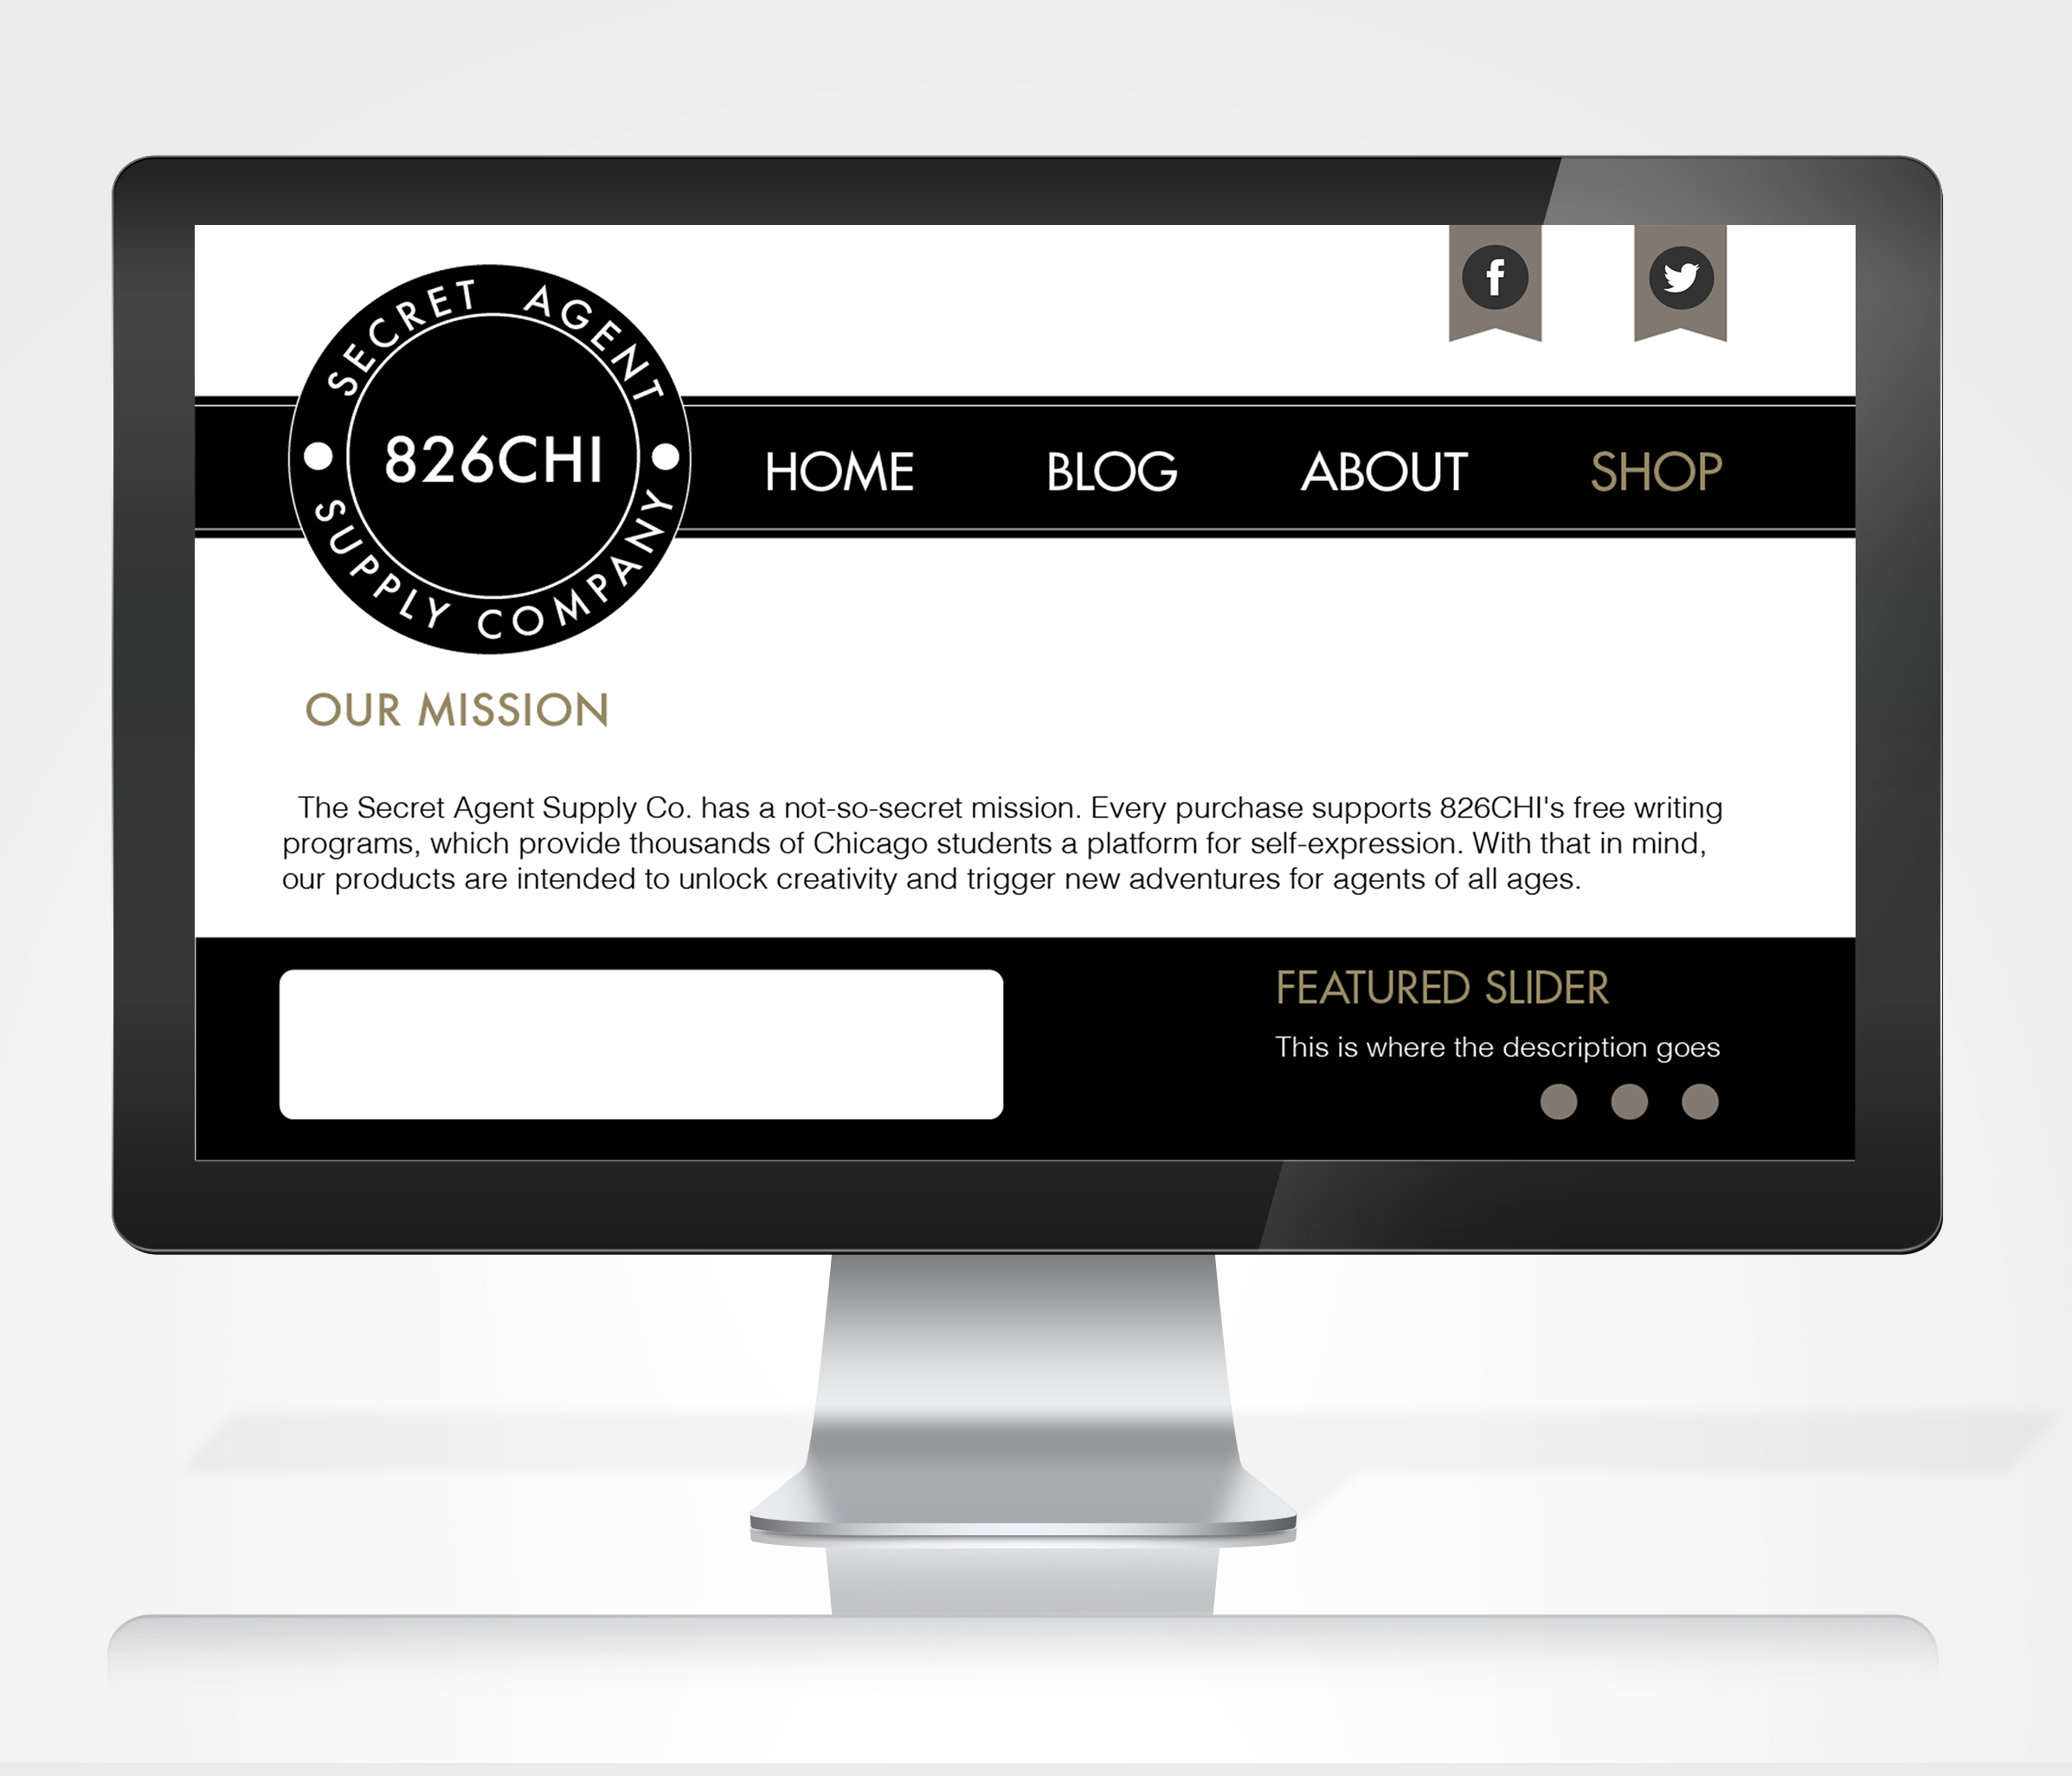 SECRET AGENT
826CHI
SUPPLY COMPANY
HOME BLOG ABOUT SHOP
OUR MISSION
The Secret Agent Supply Co. has a not-so-secret mission. Every purchase supports 826CHI's free writing
programs, which provide thousands of Chicago students a platform for self-expression. With that in mind,
our products are intended to unlock creativity and trigger new adventures for agents of all ages.
FEATURED SLIDER
This is where the description goes